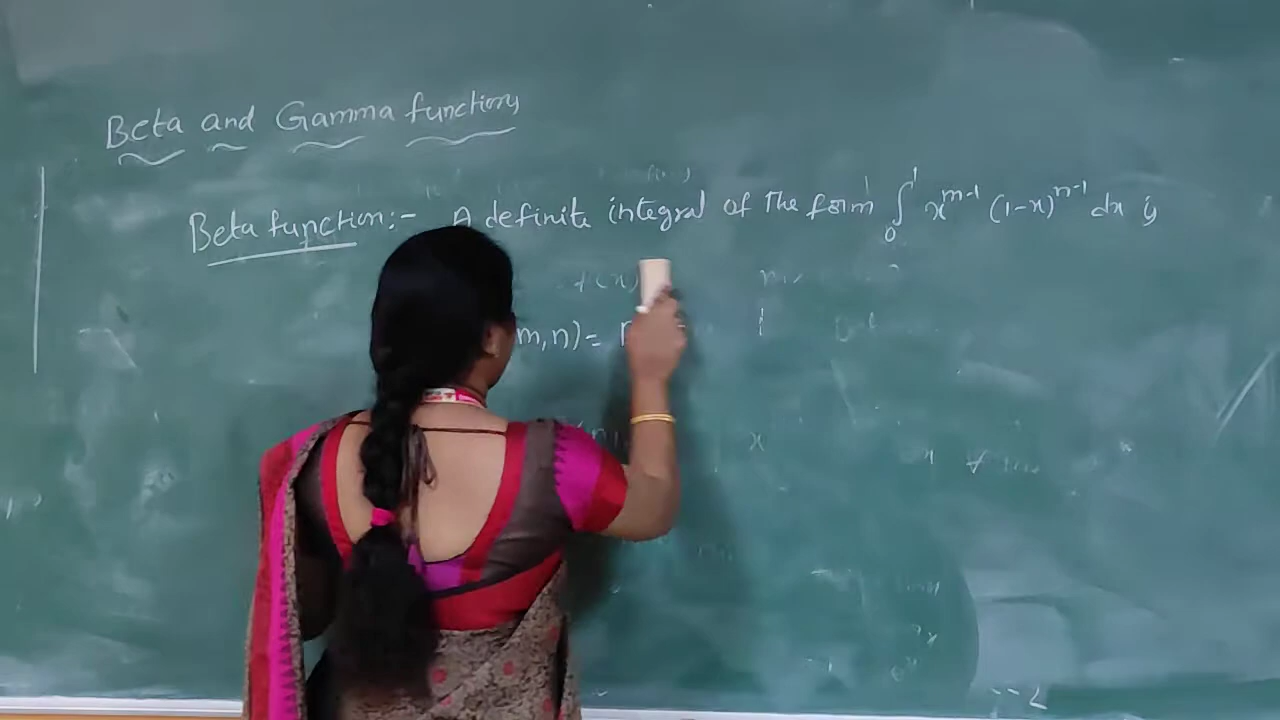 Beta and Gamma functions
Beta function:- A definite integral of the form ∫₀¹ x^{m-1} (1-x)^{n-1} dx is
m,n) =